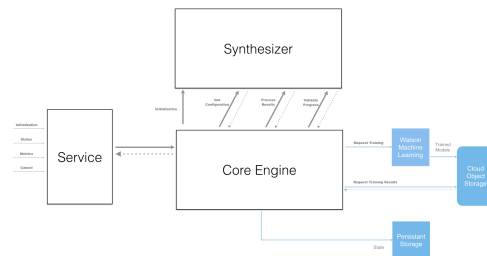 Synthesizer
Initialization
Get
Configuration
Process
Results
Validate
Progress
Initialization
Status
Metrics
Cancel
Service
Core Engine
Request Training
Watson
Machine
Learning
Trained
Models
Cloud
Object
Storage
Request Training Results
State
Persistant
Storage